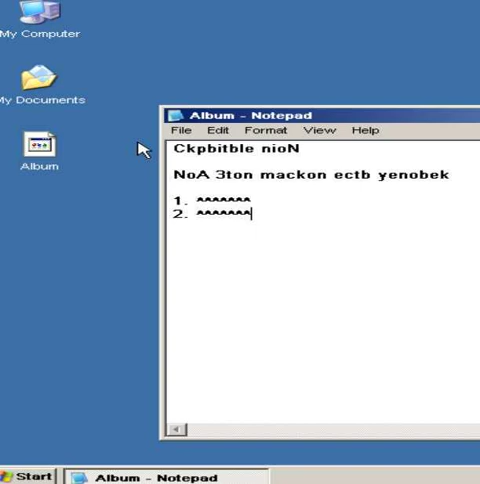 My Computer
My Documents
Album
Album - Notepad
File Edit Format View Help
Ckpbitble nioN
NoA 3ton mackon ectb yenobek
1. ^^^^^^^
2. ^^^^^^^
Start
Album - Notepad